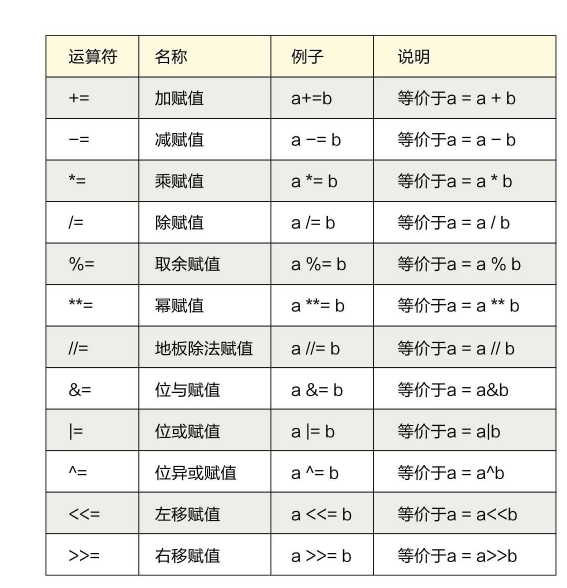 运算符 名称 例子 说明
+= 加赋值 a+=b 等价于a = a + b
−= 减赋值 a −= b 等价于a = a − b
*= 乘赋值 a *= b 等价于a = a * b
/= 除赋值 a /= b 等价于a = a / b
%= 取余赋值 a %= b 等价于a = a % b
**= 幂赋值 a **= b 等价于a = a ** b
//= 地板除法赋值 a //= b 等价于a = a // b
&= 位与赋值 a &= b 等价于a = a&b
|= 位或赋值 a |= b 等价于a = a|b
^= 位异或赋值 a ^= b 等价于a = a^b
<<= 左移赋值 a <<= b 等价于a = a<<b
>>= 右移赋值 a >>= b 等价于a = a>>b